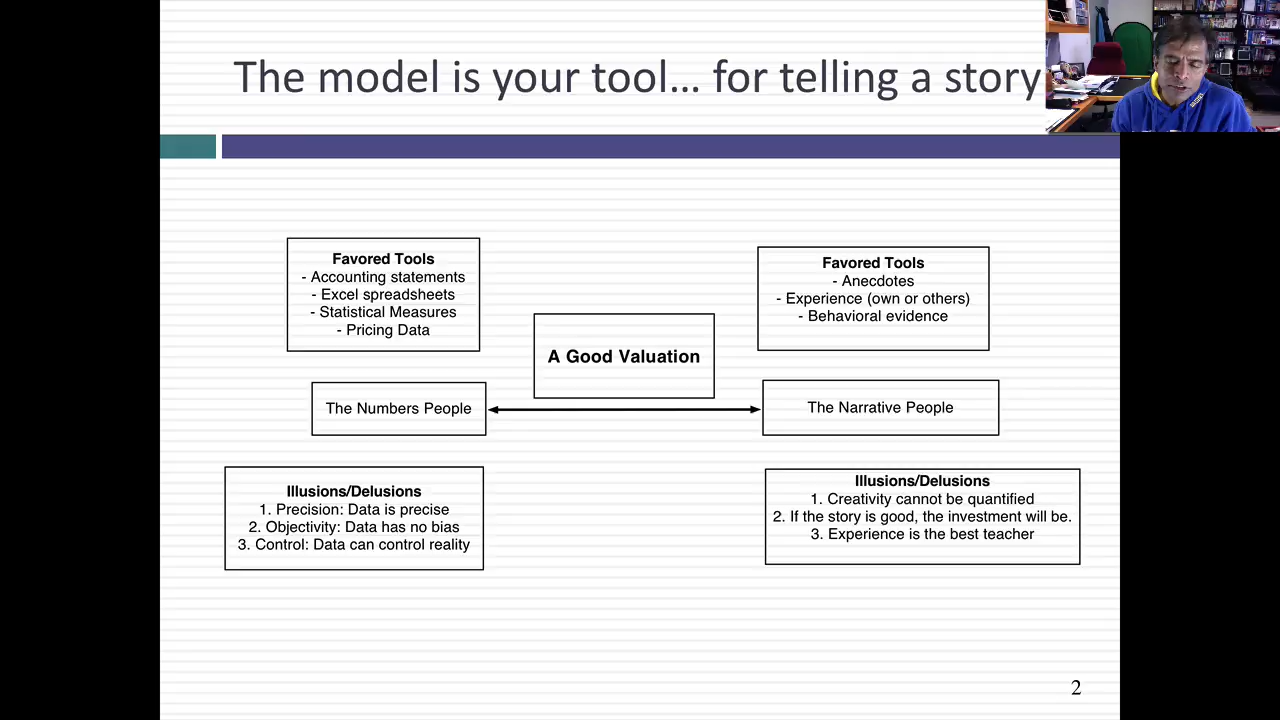 The model is your tool... for telling a story
Favored Tools
- Accounting statements
- Excel spreadsheets
- Statistical Measures
- Pricing Data
Favored Tools
- Anecdotes
- Experience (own or others)
- Behavioral evidence
A Good Valuation
The Numbers People
The Narrative People
Illusions/Delusions
1. Precision: Data is precise
2. Objectivity: Data has no bias
3. Control: Data can control reality
Illusions/Delusions
1. Creativity cannot be quantified
2. If the story is good, the investment will be.
3. Experience is the best teacher
2